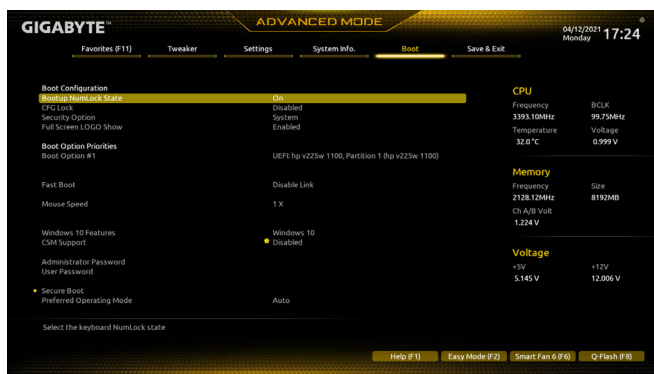 GIGABYTE™
ADVANCED MODE
04/12/2021
Monday
17:24
Favorites (F11) Tweaker Settings System Info. Boot Save & Exit
Boot Configuration
Bootup NumLock State On
CFG Lock Disabled
Security Option System
Full Screen LOGO Show Enabled
Boot Option Priorities
Boot Option #1 UEFI: hp v225w 1100, Partition 1 (hp v225w 1100)
Fast Boot Disable Link
Mouse Speed 1 X
Windows 10 Features Windows 10
CSM Support Disabled
Administrator Password
User Password
Secure Boot
Preferred Operating Mode Auto
Select the keyboard NumLock state
CPU
Frequency BCLK
3393.10MHz 99.75MHz
Temperature Voltage
32.0 °C 0.999 V
Memory
Frequency Size
2128.12MHz 8192MB
Ch A/B Volt
1.224 V
Voltage
+5V +12V
5.145 V 12.006 V
Help (F1) Easy Mode (F2) Smart Fan 6 (F6) Q-Flash (F8)